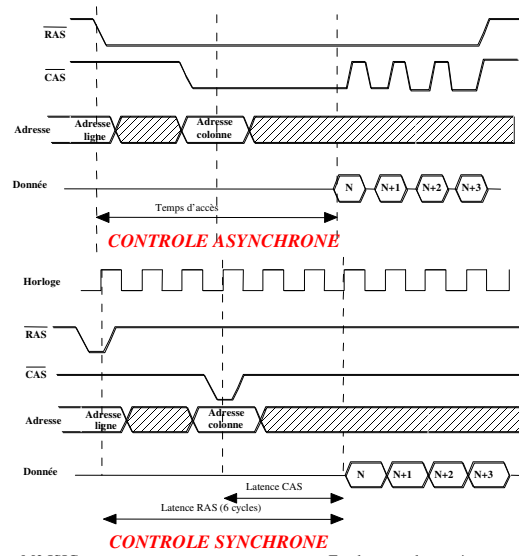 RAS
CAS
Adresse
Adresse ligne
Adresse colonne
Donnée
N N+1 N+2 N+3
Temps d'accès
CONTROLE ASYNCHRONE
Horloge
RAS
CAS
Adresse
Adresse ligne
Adresse colonne
Donnée
N N+1 N+2 N+3
Latence CAS
Latence RAS (6 cycles)
CONTROLE SYNCHRONE